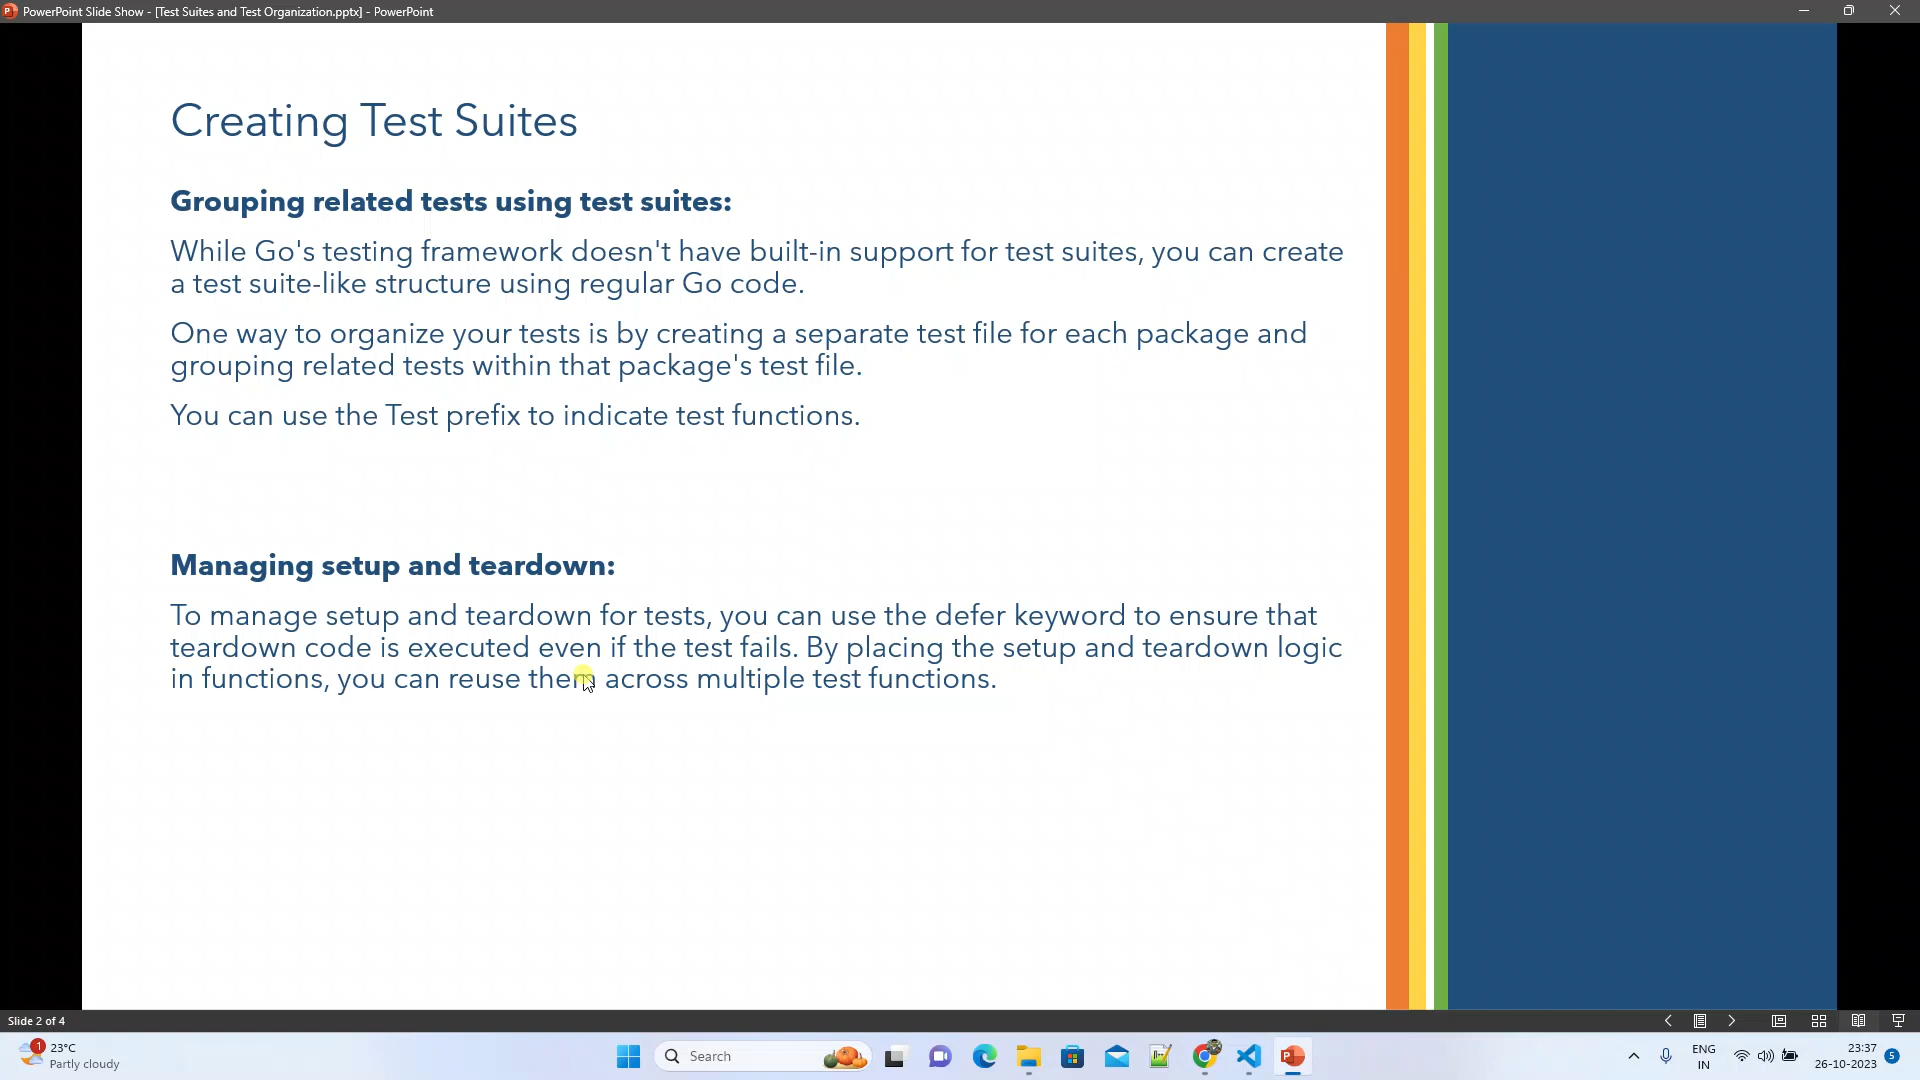 PowerPoint Slide Show - [Test Suites and Test Organization.pptx] - PowerPoint
Creating Test Suites
Grouping related tests using test suites:
While Go's testing framework doesn't have built-in support for test suites, you can create
a test suite-like structure using regular Go code.
One way to organize your tests is by creating a separate test file for each package and
grouping related tests within that package's test file.
You can use the Test prefix to indicate test functions.
Managing setup and teardown:
To manage setup and teardown for tests, you can use the defer keyword to ensure that
teardown code is executed even if the test fails. By placing the setup and teardown logic
in functions, you can reuse them across multiple test functions.
Slide 2 of 4
1
23°C
Partly cloudy
Search
ENG
IN
23:37
26-10-2023
5